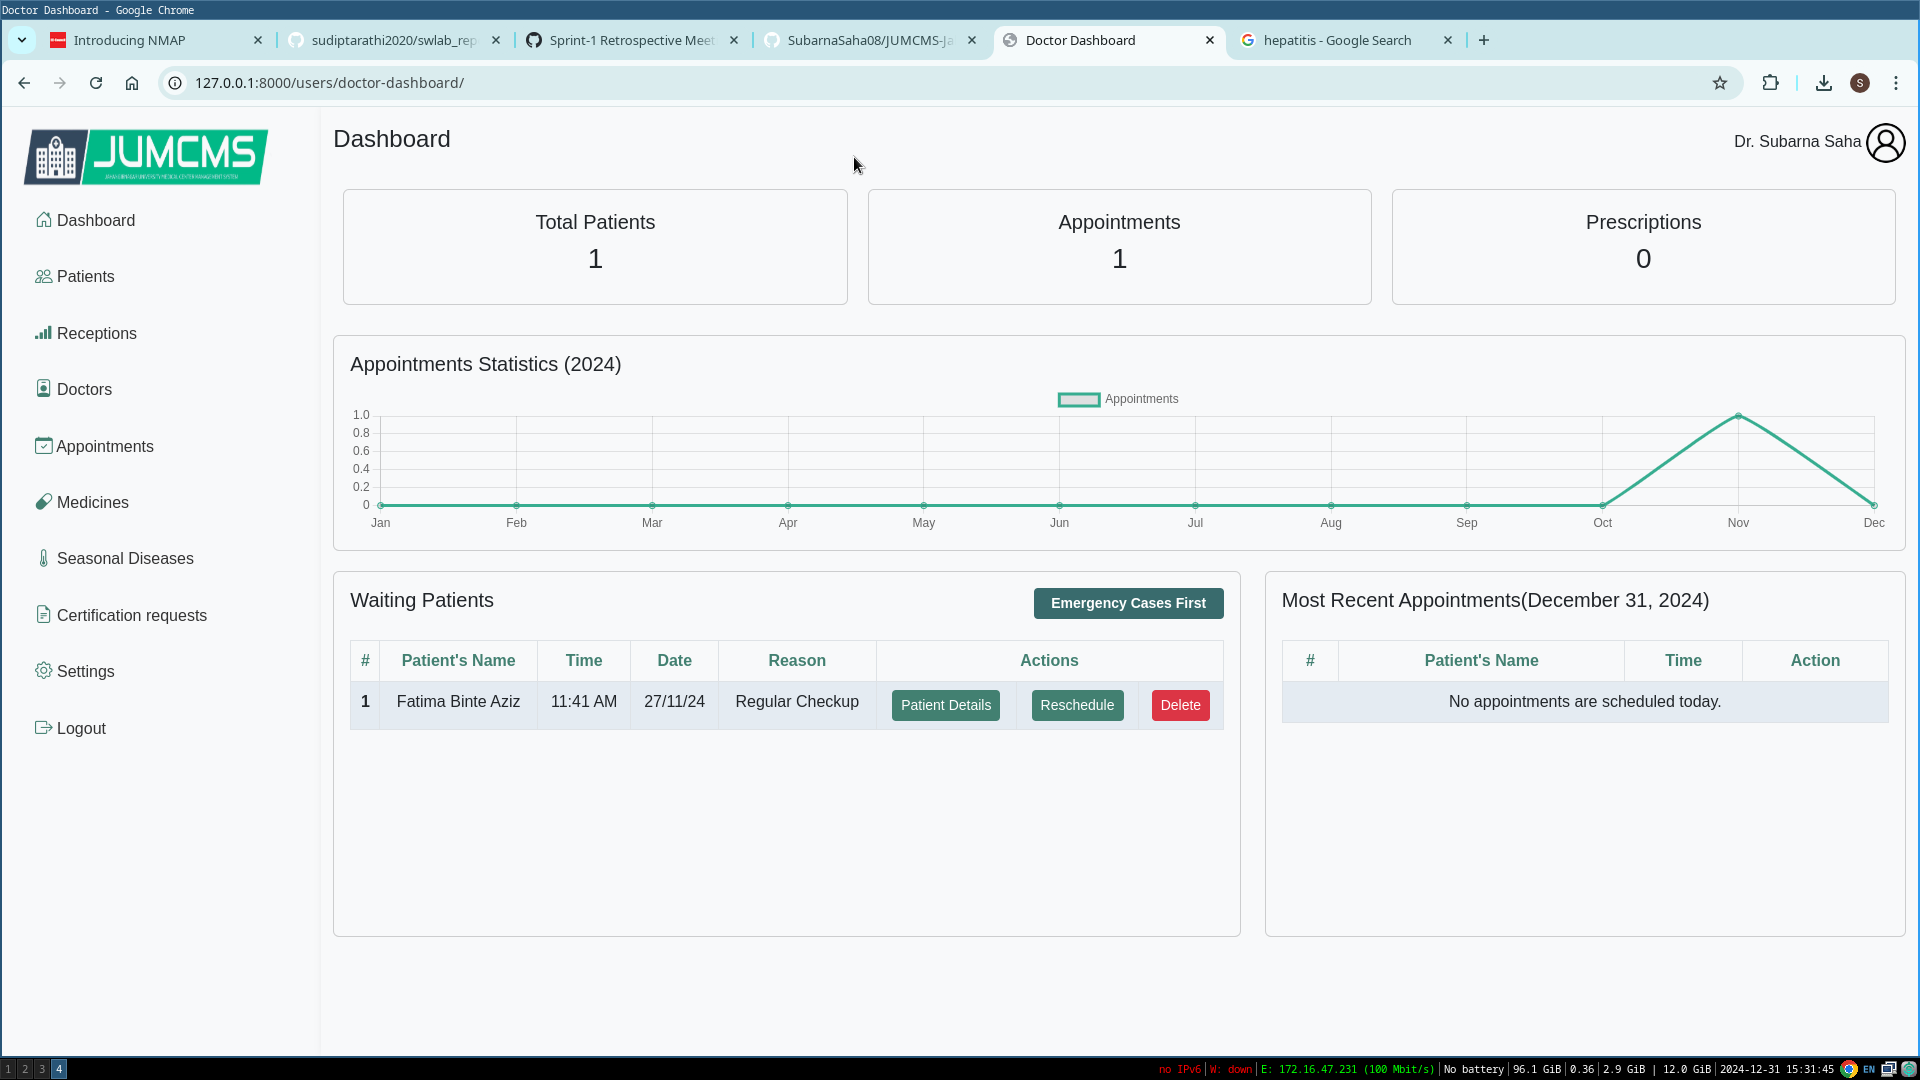 Doctor Dashboard - Google Chrome
Introducing NMAP
sudiptarathi2020/swlab_rep
Sprint-1 Retrospective Meet
SubarnaSaha08/JUMCMS-Ja
Doctor Dashboard
hepatitis - Google Search
127.0.0.1:8000/users/doctor-dashboard/
S
JUMCMS
Dashboard
Patients
Receptions
Doctors
Appointments
Medicines
Seasonal Diseases
Certification requests
Settings
Logout
Dashboard
Dr. Subarna Saha
Total Patients
1
Appointments
1
Prescriptions
0
Appointments Statistics (2024)
Appointments
1.0
0.8
0.6
0.4
0.2
0
Jan Feb Mar Apr May Jun Jul Aug Sep Oct Nov Dec
Waiting Patients
Emergency Cases First
# Patient's Name Time Date Reason Actions
1 Fatima Binte Aziz 11:41 AM 27/11/24 Regular Checkup Patient Details Reschedule Delete
Most Recent Appointments(December 31, 2024)
# Patient's Name Time Action
No appointments are scheduled today.
1 2 3 4
no IPv6 | W: down | E: 172.16.47.231 (100 Mbit/s) | No battery | 96.1 GiB | 0.36 | 2.9 GiB | 12.0 GiB | 2024-12-31 15:31:45 EN